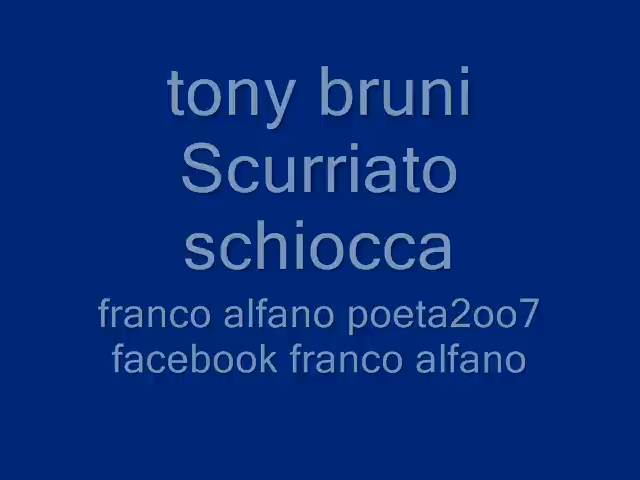 tony bruni
Scurriato
schiocca
franco alfano poeta2oo7
facebook franco alfano